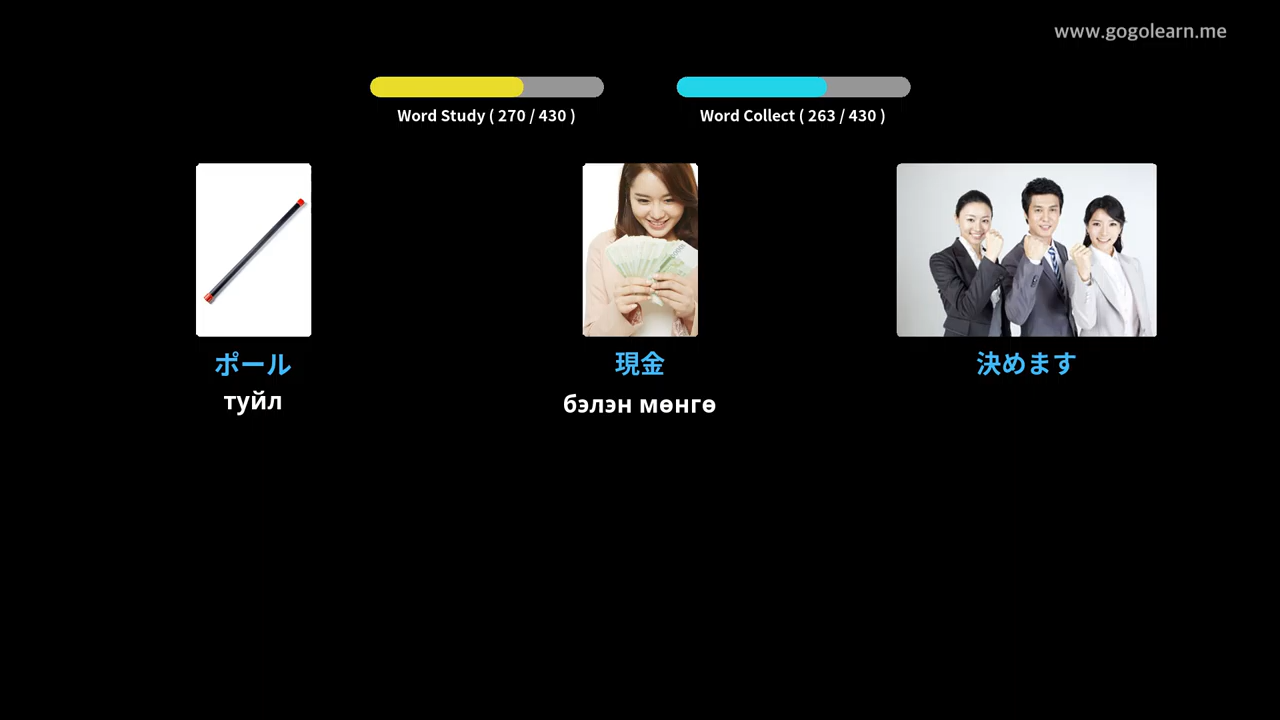 www.gogolearn.me
Word Study ( 270 / 430 )
Word Collect ( 263 / 430 )
ポール
туйл
現金
бэлэн мөнгө
決めます